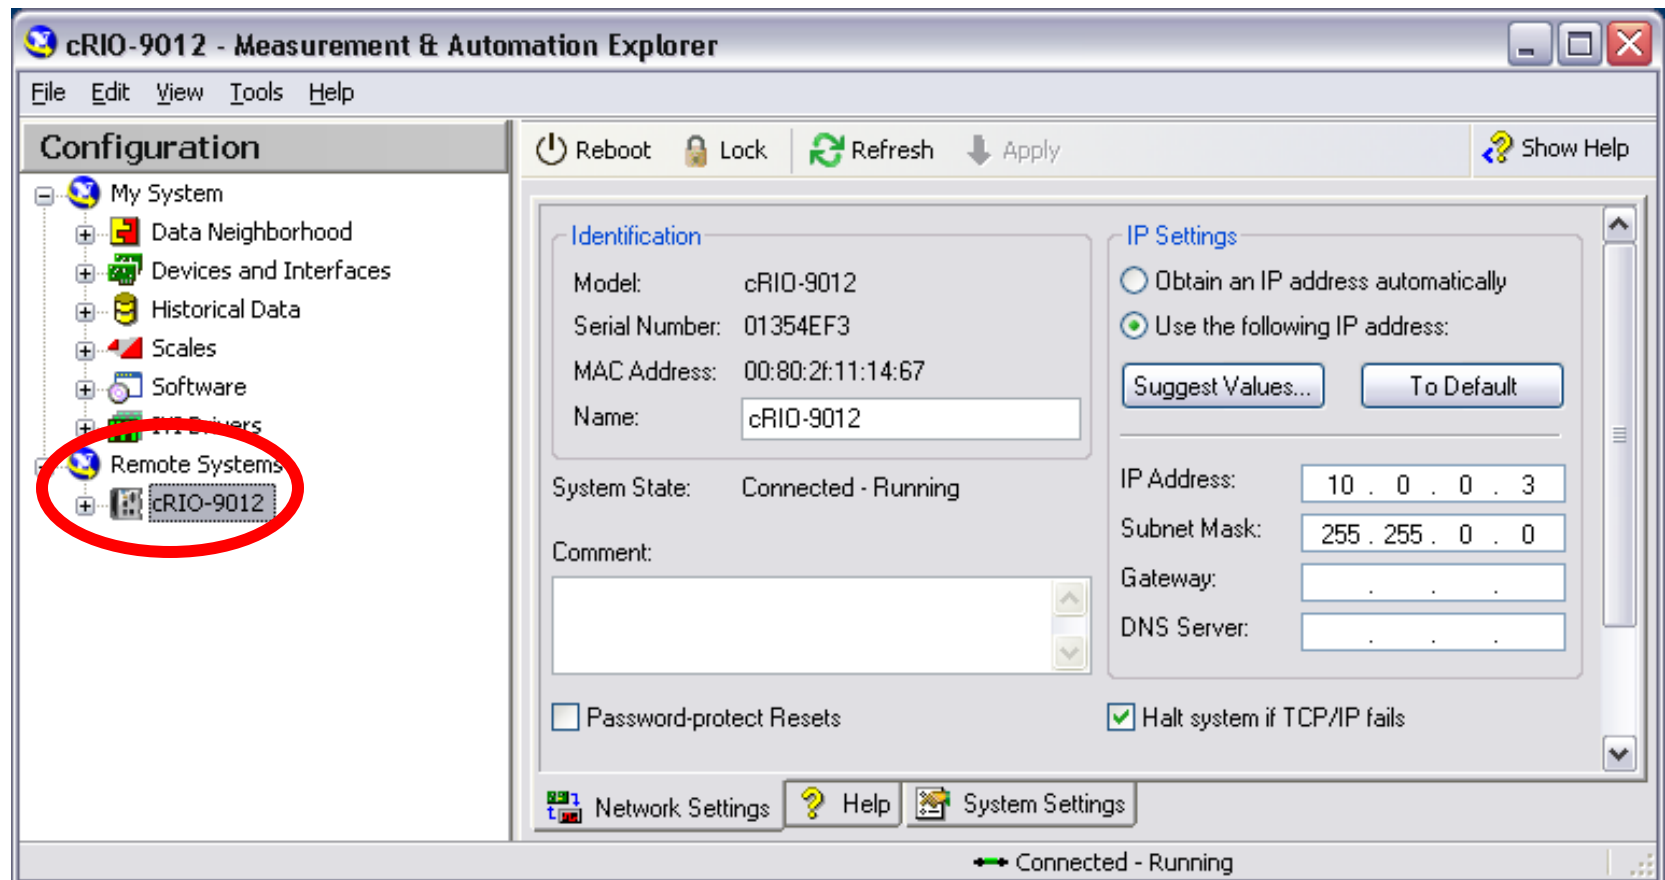 cRIO-9012 - Measurement & Automation Explorer
File Edit View Tools Help
Configuration
My System
Data Neighborhood
Devices and Interfaces
Historical Data
Scales
Software
IVI Drivers
Remote Systems
cRIO-9012
Reboot Lock Refresh Apply Show Help
Identification
Model: cRIO-9012
Serial Number: 01354EF3
MAC Address: 00:80:2f:11:14:67
Name: cRIO-9012
System State: Connected - Running
Comment:
Password-protect Resets
IP Settings
Obtain an IP address automatically
Use the following IP address:
Suggest Values... To Default
IP Address: 10 . 0 . 0 . 3
Subnet Mask: 255 . 255 . 0 . 0
Gateway: . . .
DNS Server: . . .
Halt system if TCP/IP fails
Network Settings Help System Settings
Connected - Running